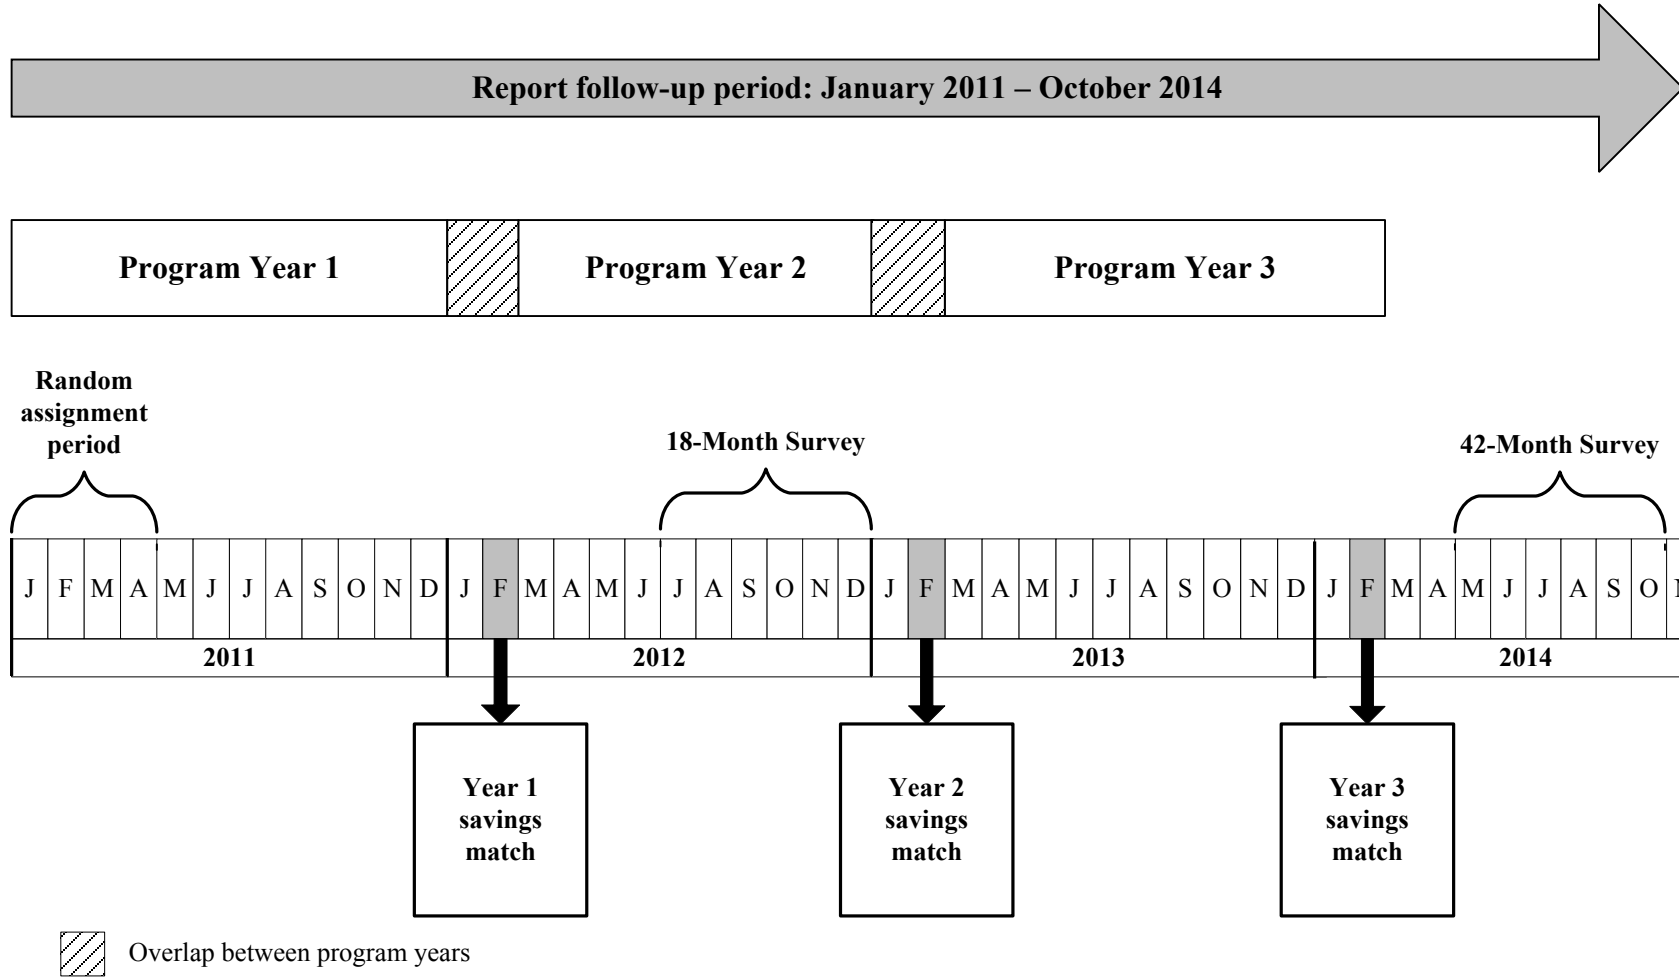 Report follow-up period: January 2011 – October 2014
Program Year 1
Program Year 2
Program Year 3
Random
assignment
period
18-Month Survey
42-Month Survey
J F M A M J J A S O N D J F M A M J J A S O N D J F M A M J J A S O N D J F M A M J J A S O
2011 2012 2013 2014
Year 1
savings
match
Year 2
savings
match
Year 3
savings
match
Overlap between program years